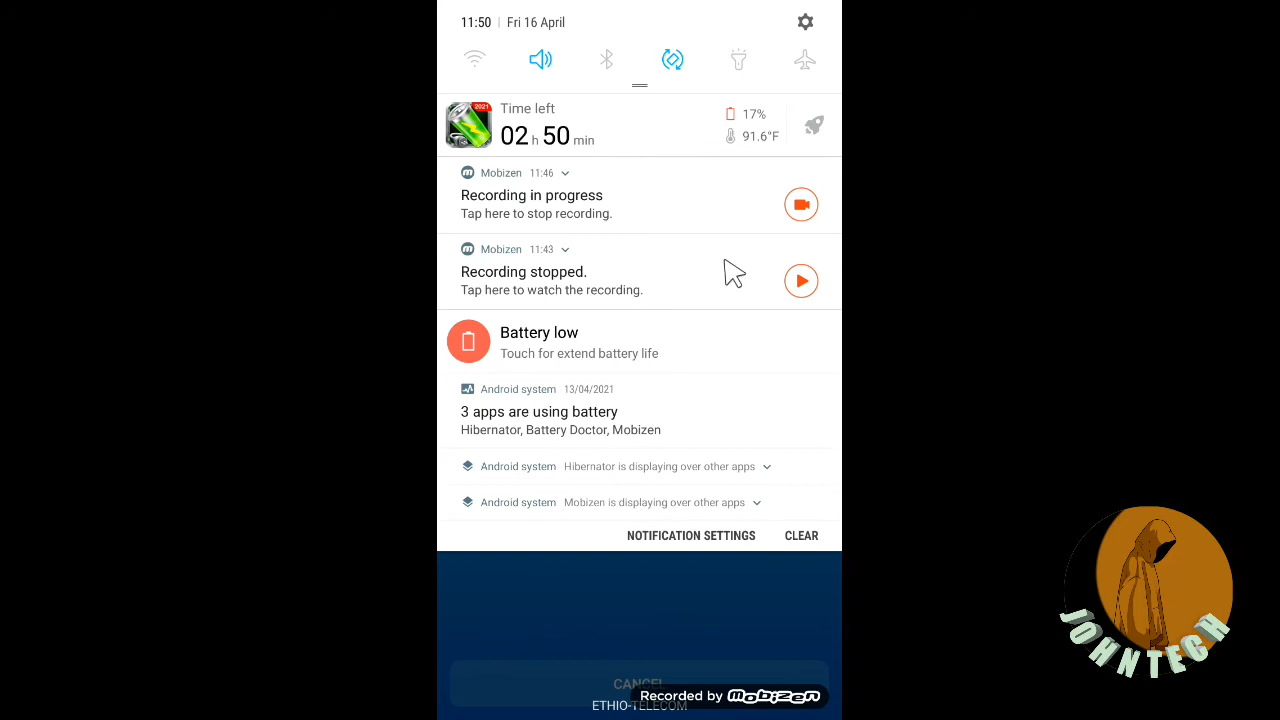 11:50 | Fri 16 April
2021
Time left
02 h 50 min
17%
91.6°F
Mobizen 11:46
Recording in progress
Tap here to stop recording.
Mobizen 11:43
Recording stopped.
Tap here to watch the recording.
Battery low
Touch for extend battery life
Android system 13/04/2021
3 apps are using battery
Hibernator, Battery Doctor, Mobizen
Android system Hibernator is displaying over other apps
Android system Mobizen is displaying over other apps
NOTIFICATION SETTINGS CLEAR
CANCEL
Recorded by mobizen
ETHIO-TELECOM
JOHNTECH